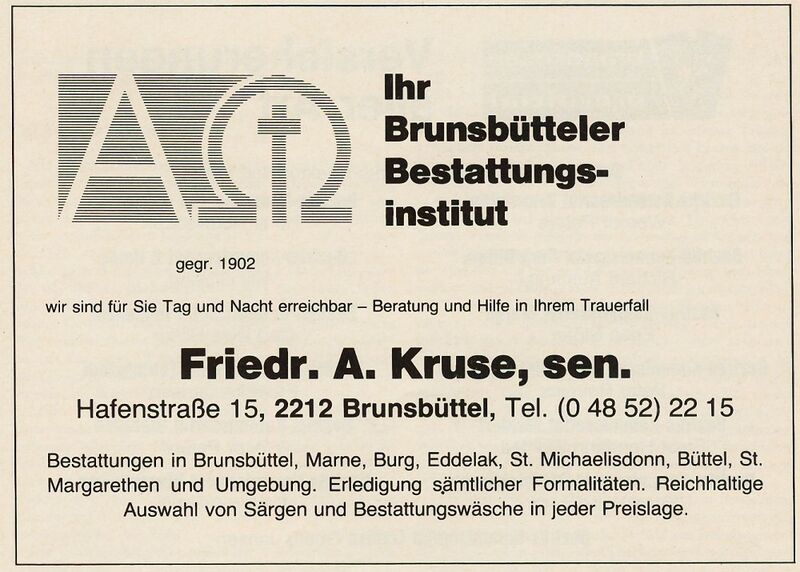 AΩ
Ihr
Brunsbütteler
Bestattungs-
institut
gegr. 1902
wir sind für Sie Tag und Nacht erreichbar – Beratung und Hilfe in Ihrem Trauerfall
Friedr. A. Kruse, sen.
Hafenstraße 15, 2212 Brunsbüttel, Tel. (0 48 52) 22 15
Bestattungen in Brunsbüttel, Marne, Burg, Eddelak, St. Michaelisdonn, Büttel, St.
Margarethen und Umgebung. Erledigung sämtlicher Formalitäten. Reichhaltige
Auswahl von Särgen und Bestattungswäsche in jeder Preislage.